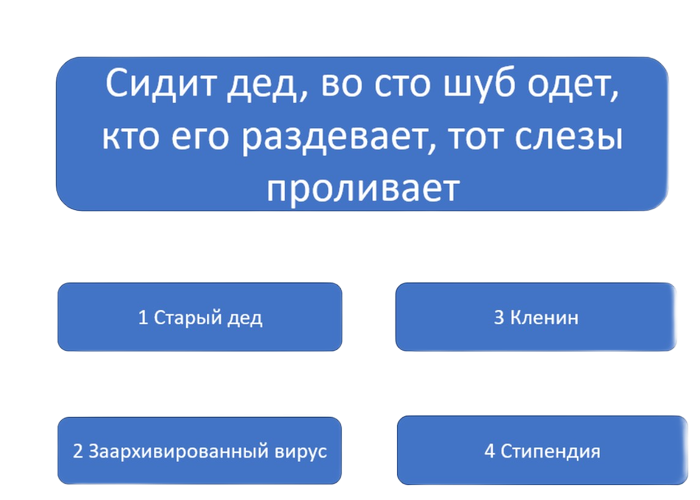 Сидит дед, во сто шуб одет,
кто его раздевает, тот слезы
проливает
1 Старый дед
3 Кленин
2 Заархивированный вирус
4 Стипендия